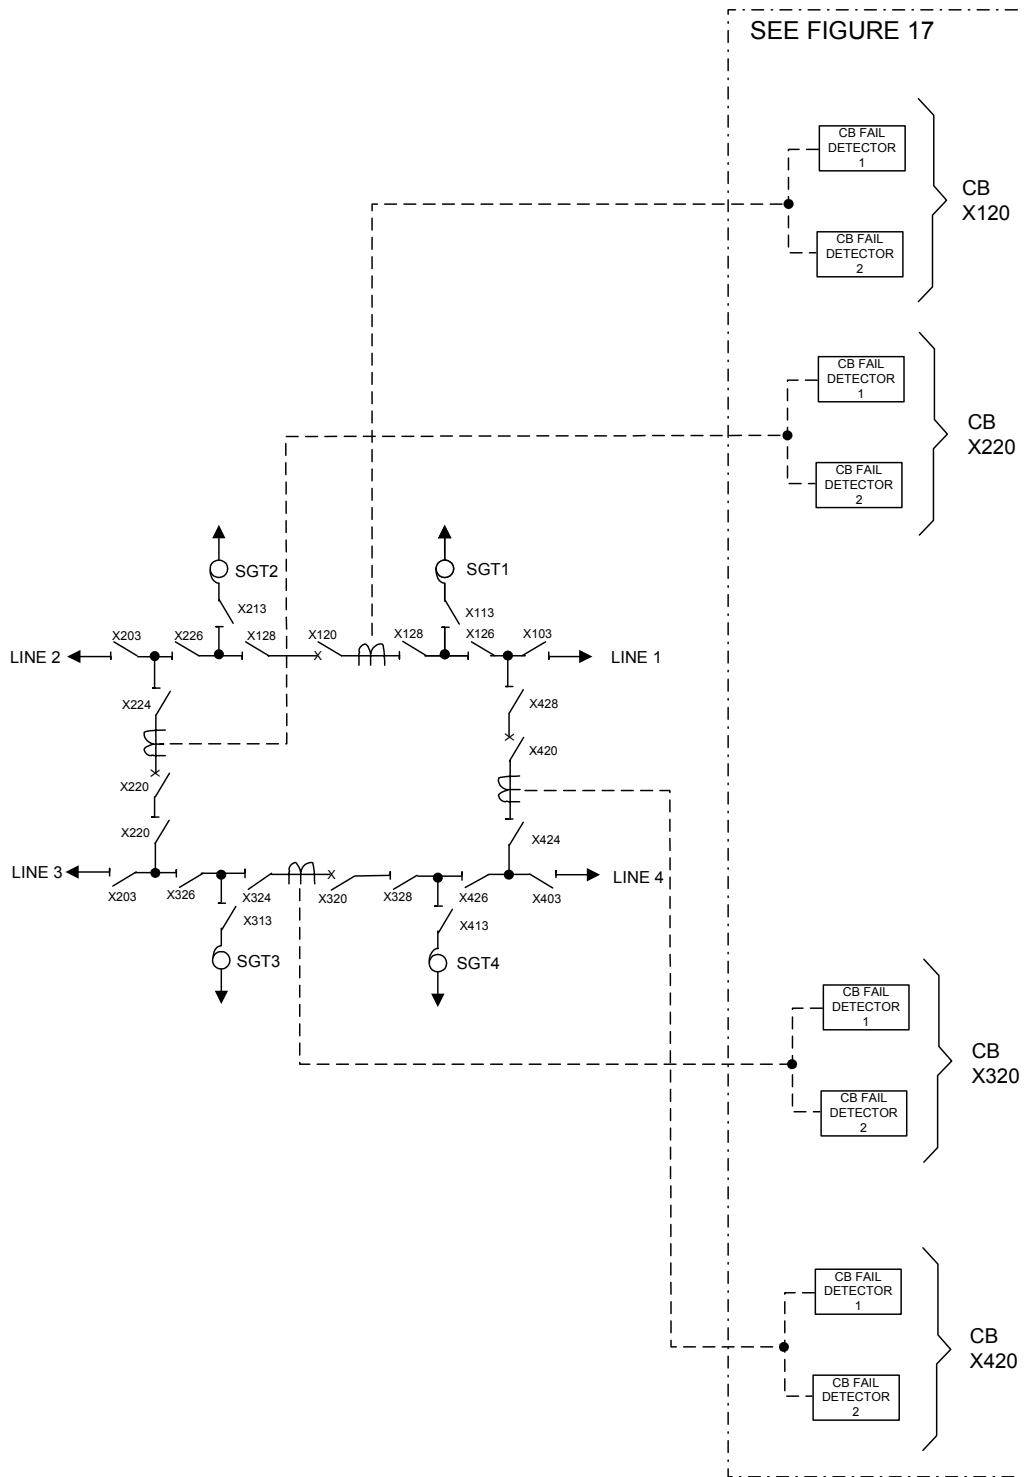 SEE FIGURE 17
CB FAIL
DETECTOR
1
CB
X120
CB FAIL
DETECTOR
2
CB FAIL
DETECTOR
1
CB
X220
CB FAIL
DETECTOR
2
SGT2
SGT1
X213
X113
X203
X226
X128
X120
X128
X126
X103
LINE 2
LINE 1
X224
X428
X420
X220
X220
X424
LINE 3
LINE 4
X203
X326
X324
X320
X328
X426
X403
X313
X413
SGT3
SGT4
CB FAIL
DETECTOR
1
CB
X320
CB FAIL
DETECTOR
2
CB FAIL
DETECTOR
1
CB
X420
CB FAIL
DETECTOR
2